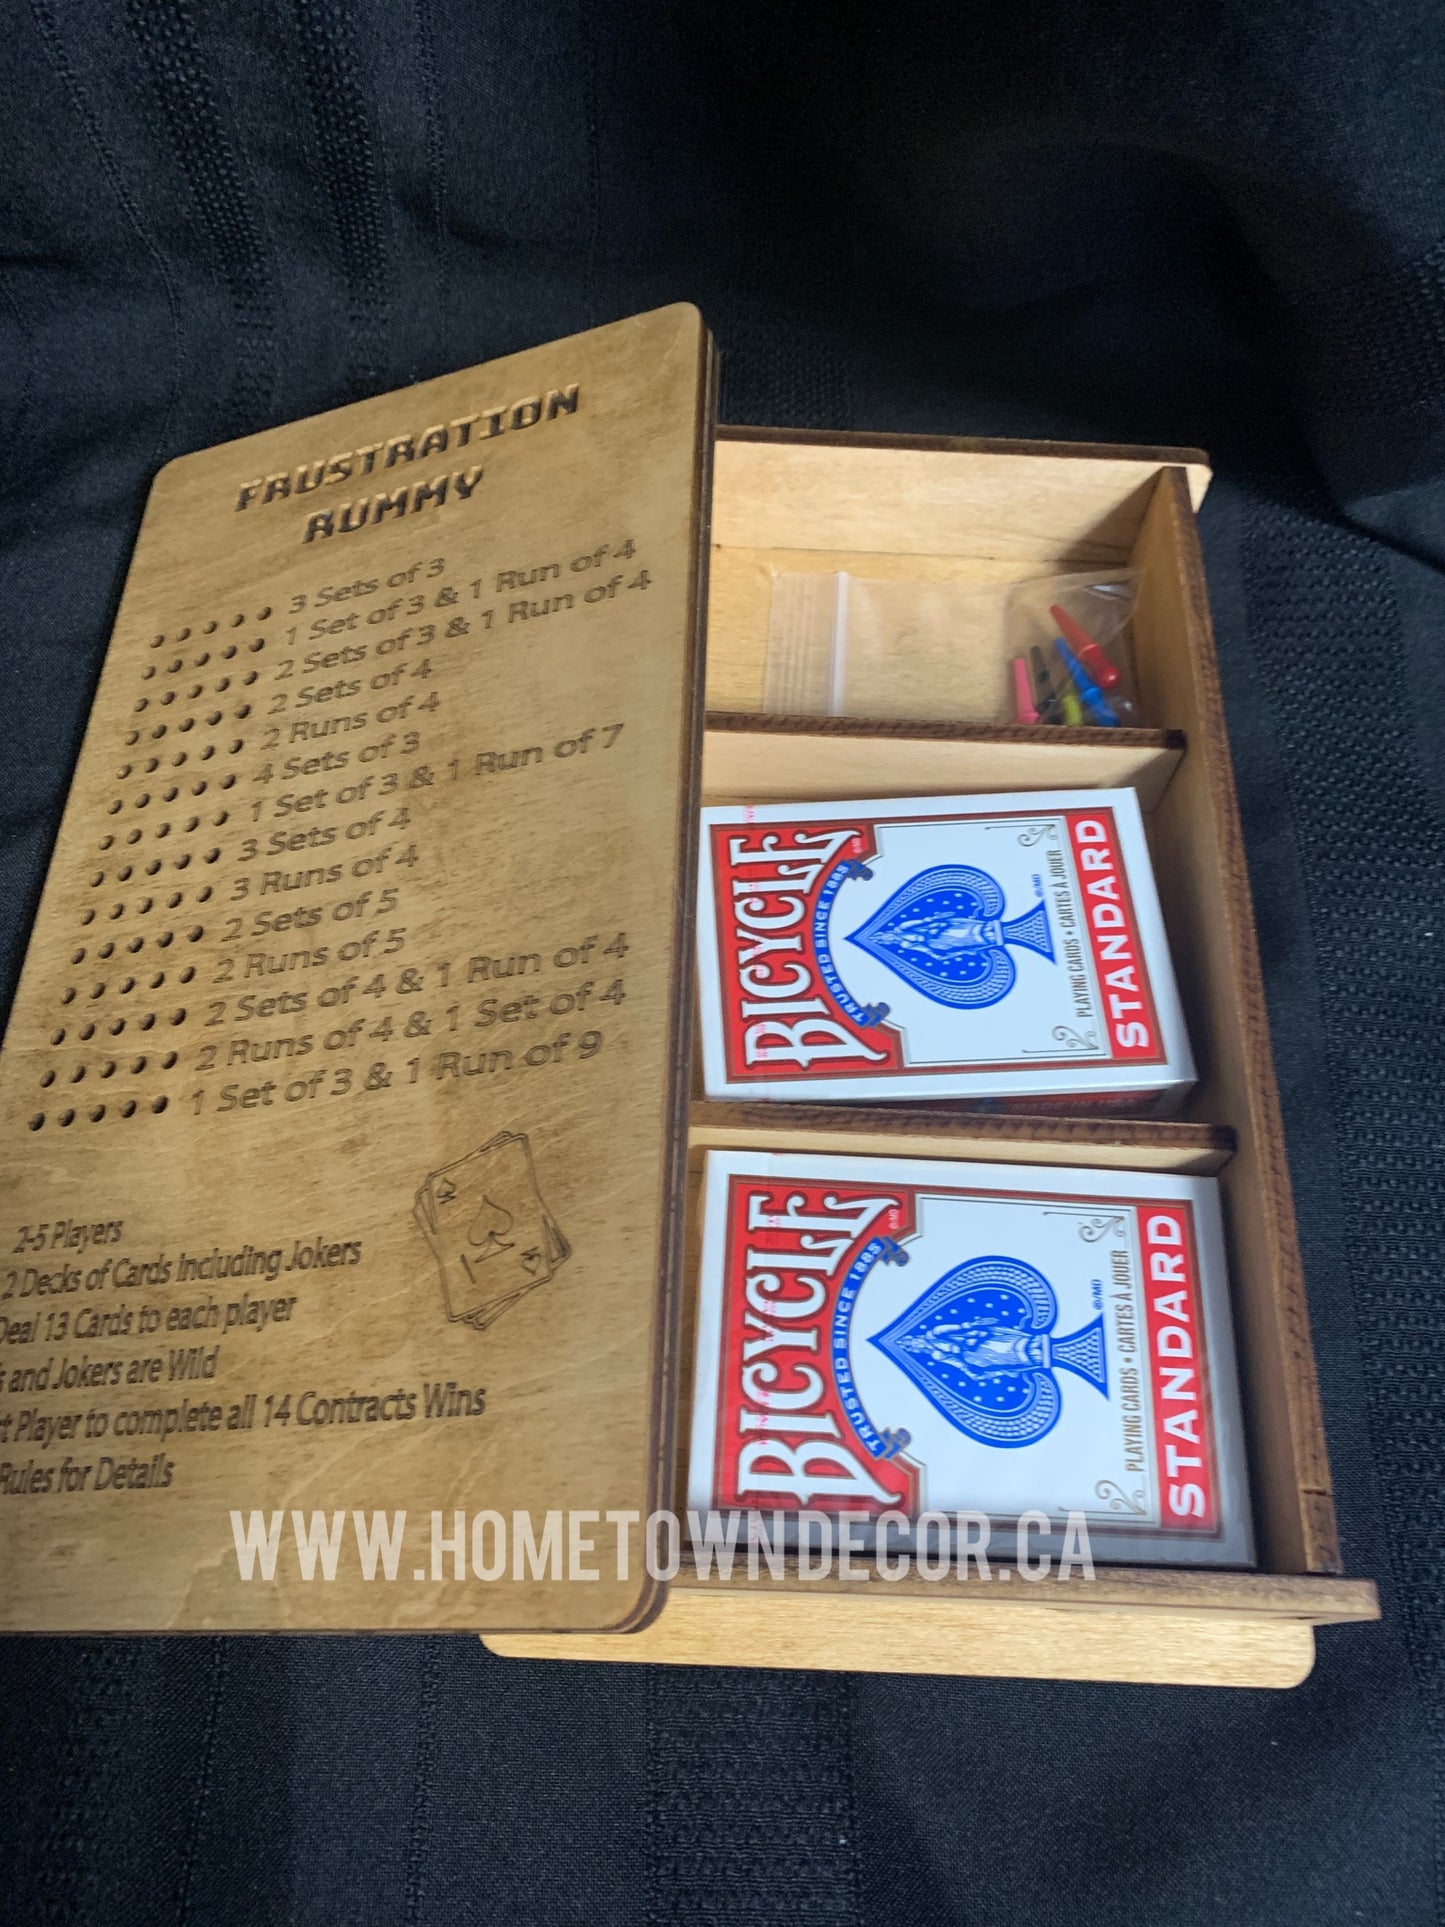 FRUSTRATION
RUMMY
3 Sets of 3
1 Set of 3 & 1 Run of 4
2 Sets of 3 & 1 Run of 4
2 Sets of 4
2 Runs of 4
4 Sets of 3
1 Set of 3 & 1 Run of 7
3 Sets of 4
3 Runs of 4
2 Sets of 5
2 Runs of 5
2 Sets of 4 & 1 Run of 4
2 Runs of 4 & 1 Set of 4
1 Set of 3 & 1 Run of 9
2-5 Players
2 Decks of Cards Including Jokers
Deal 13 Cards to each player
and Jokers are Wild
Player to complete all 14 Contracts Wins
Rules for Details
BICYCLE
TRUSTED SINCE 1885
®/MD
PLAYING CARDS • CARTES À JOUER
STANDARD
BICYCLE
TRUSTED SINCE 1885
®/MD
PLAYING CARDS • CARTES À JOUER
STANDARD
WWW.HOMETOWNDECOR.CA